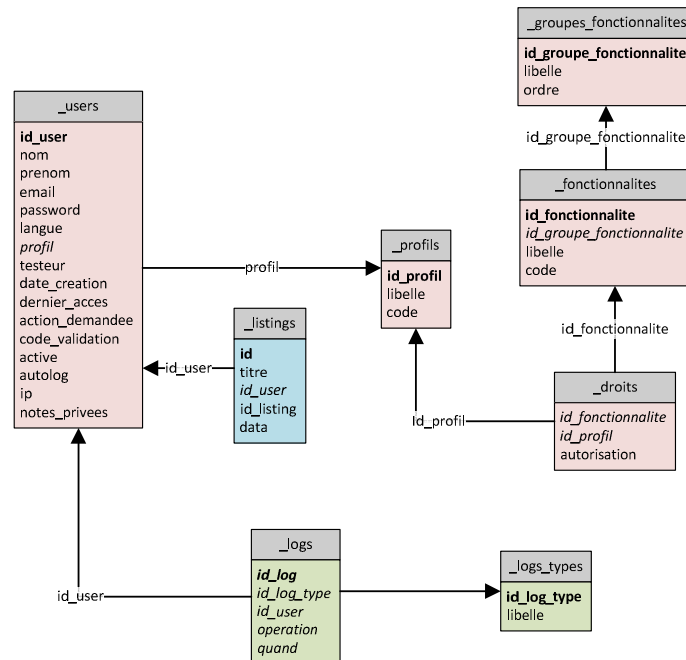 _groupes_fonctionnalites
id_groupe_fonctionnalite
libelle
ordre
id_groupe_fonctionnalite
_users
id_user
nom
prenom
email
password
langue
profil
testeur
date_creation
dernier_acces
action_demandee
code_validation
active
autolog
ip
notes_privees
_fonctionnalites
id_fonctionnalite
id_groupe_fonctionnalite
libelle
code
profil
_profils
id_profil
libelle
code
_listings
id
titre
id_user
id_listing
data
id_user
id_fonctionnalite
_droits
id_fonctionnalite
id_profil
autorisation
Id_profil
_logs
id_log
id_log_type
id_user
operation
quand
id_user
_logs_types
id_log_type
libelle